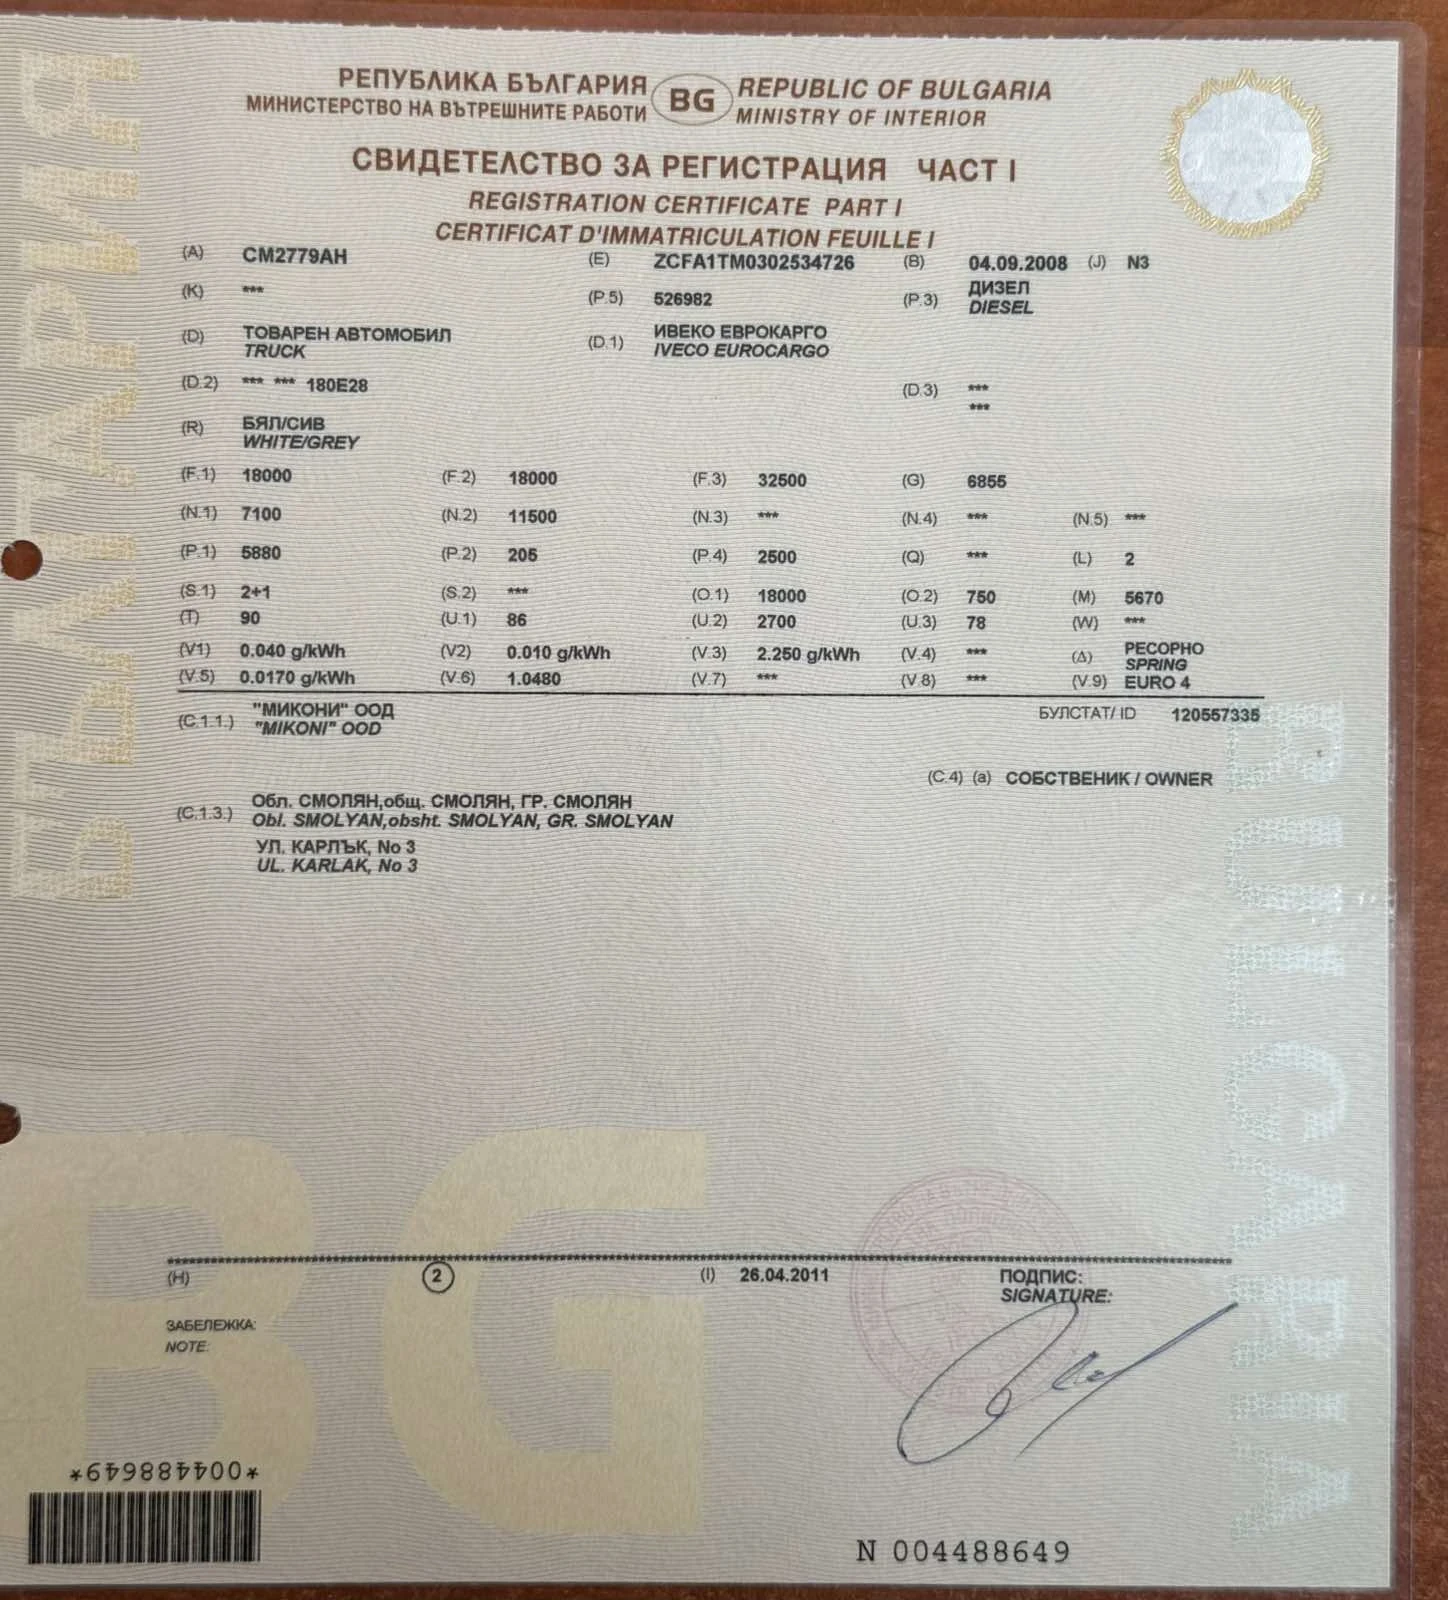 РЕПУБЛИКА БЪЛГАРИЯ BG REPUBLIC OF BULGARIA
МИНИСТЕРСТВО НА ВЪТРЕШНИТЕ РАБОТИ MINISTRY OF INTERIOR
СВИДЕТЕЛСТВО ЗА РЕГИСТРАЦИЯ ЧАСТ I
REGISTRATION CERTIFICATE PART I
CERTIFICAT D'IMMATRICULATION FEUILLE I
(A) CM2779AH (E) ZCFA1TM0302534726 (B) 04.09.2008 (J) N3
(K) *** (P.5) 526982 (P.3) ДИЗЕЛ
DIESEL
(D) ТОВАРЕН АВТОМОБИЛ (D.1) ИВЕКО ЕВРОКАРГО
TRUCK IVECO EUROCARGO
(D.2) *** *** 180E28 (D.3) ***
***
(R) БЯЛ/СИВ
WHITE/GREY
(F.1) 18000 (F.2) 18000 (F.3) 32500 (G) 6855
(N.1) 7100 (N.2) 11500 (N.3) *** (N.4) *** (N.5) ***
(P.1) 5880 (P.2) 205 (P.4) 2500 (Q) *** (L) 2
(S.1) 2+1 (S.2) *** (O.1) 18000 (O.2) 750 (M) 5670
(T) 90 (U.1) 86 (U.2) 2700 (U.3) 78 (W) ***
(V1) 0.040 g/kWh (V2) 0.010 g/kWh (V.3) 2.250 g/kWh (V.4) *** (Δ) РЕСОРНО
SPRING
(V.5) 0.0170 g/kWh (V.6) 1.0480 (V.7) *** (V.8) *** (V.9) EURO 4
(C.1.1.) "МИКОНИ" ООД БУЛСТАТ/ ID 120557335
"MIKONI" OOD
(C.4) (a) СОБСТВЕНИК / OWNER
(C.1.3.) Обл. СМОЛЯН,общ. СМОЛЯН, ГР. СМОЛЯН
Obl. SMOLYAN,obsht. SMOLYAN, GR. SMOLYAN
УЛ. КАРЛЪК, No 3
UL. KARLAK, No 3
(H) 2 (I) 26.04.2011 ПОДПИС:
SIGNATURE:
ЗАБЕЛЕЖКА:
NOTE:
*004488649*
N 004488649
БЪЛГАРИЯ
BULGARIA
BG